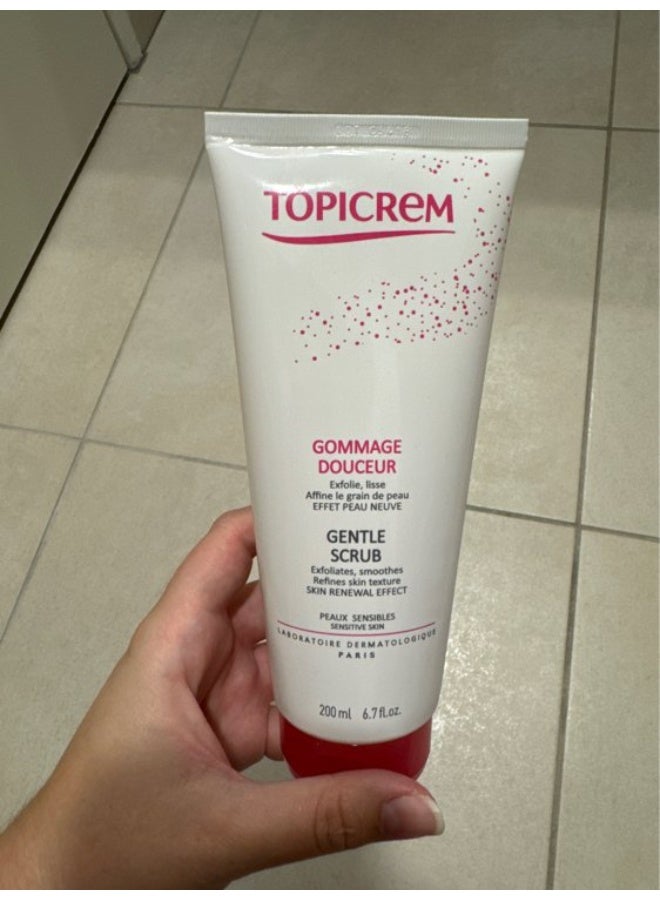 TOPICREM
GOMMAGE
DOUCEUR
Exfolie, lisse
Affine le grain de peau
EFFET PEAU NEUVE
GENTLE
SCRUB
Exfoliates, smoothes
Refines skin texture
SKIN RENEWAL EFFECT
PEAUX SENSIBLES
SENSITIVE SKIN
LABORATOIRE DERMATOLOGIQUE
PARIS
200 ml 6.7 fl.oz.